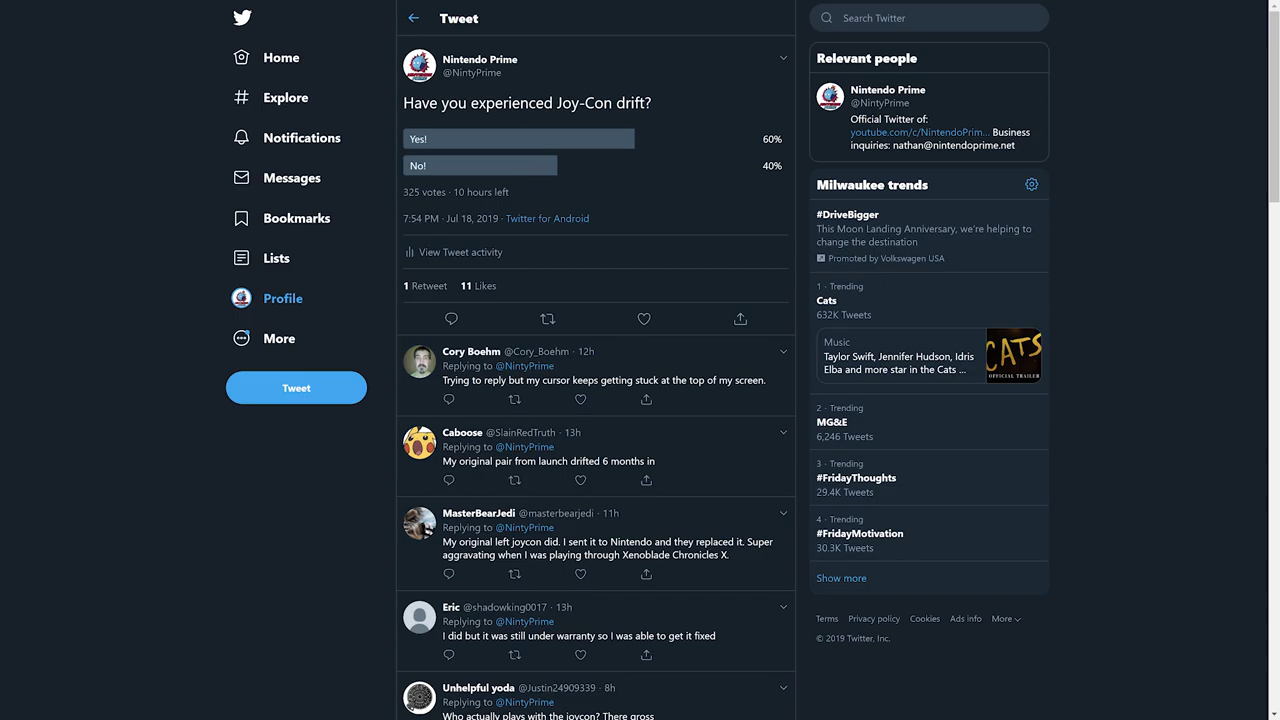 Home
Explore
Notifications
Messages
Bookmarks
Lists
Profile
More
Tweet
Tweet
Nintendo Prime
@NintyPrime
Have you experienced Joy-Con drift?
Yes! 60%
No! 40%
325 votes · 10 hours left
7:54 PM · Jul 18, 2019 · Twitter for Android
View Tweet activity
1 Retweet 11 Likes
Cory Boehm @Cory_Boehm · 12h
Replying to @NintyPrime
Trying to reply but my cursor keeps getting stuck at the top of my screen.
Caboose @SlainRedTruth · 13h
Replying to @NintyPrime
My original pair from launch drifted 6 months in
MasterBearJedi @masterbearjedi · 11h
Replying to @NintyPrime
My original left joycon did. I sent it to Nintendo and they replaced it. Super
aggravating when I was playing through Xenoblade Chronicles X.
Eric @shadowking0017 · 13h
Replying to @NintyPrime
I did but it was still under warranty so I was able to get it fixed
Unhelpful yoda @Justin24909339 · 8h
Replying to @NintyPrime
Who actually plays with the joycon? There gross
Search Twitter
Relevant people
Nintendo Prime
@NintyPrime
Official Twitter of:
youtube.com/c/NintendoPrim... Business
inquiries: nathan@nintendoprime.net
Milwaukee trends
#DriveBigger
This Moon Landing Anniversary, we're helping to
change the destination
Promoted by Volkswagen USA
1 · Trending
Cats
632K Tweets
Music
Taylor Swift, Jennifer Hudson, Idris
Elba and more star in the Cats ...
CATS
OFFICIAL TRAILER
2 · Trending
MG&E
6,246 Tweets
3 · Trending
#FridayThoughts
29.4K Tweets
4 · Trending
#FridayMotivation
30.3K Tweets
Show more
Terms Privacy policy Cookies Ads info More
© 2019 Twitter, Inc.